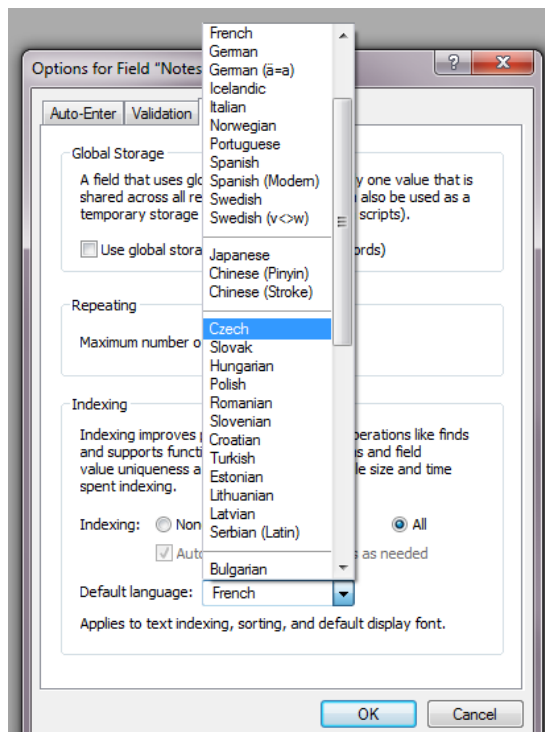 Options for Field "Notes
Auto-Enter
Validation
Global Storage
A field that uses glo
y one value that is
shared across all re
also be used as a
temporary storage
scripts).
Use global stora
ords)
Repeating
Maximum number o
Indexing
Indexing improves
perations like finds
and supports functi
s and field
value uniqueness a
le size and time
spent indexing.
Indexing:
Non
All
Auto
s as needed
Default language:
French
Applies to text indexing, sorting, and default display font.
OK
Cancel
French
German
German (ä=a)
Icelandic
Italian
Norwegian
Portuguese
Spanish
Spanish (Modern)
Swedish
Swedish (v<>w)
Japanese
Chinese (Pinyin)
Chinese (Stroke)
Czech
Slovak
Hungarian
Polish
Romanian
Slovenian
Croatian
Turkish
Estonian
Lithuanian
Latvian
Serbian (Latin)
Bulgarian